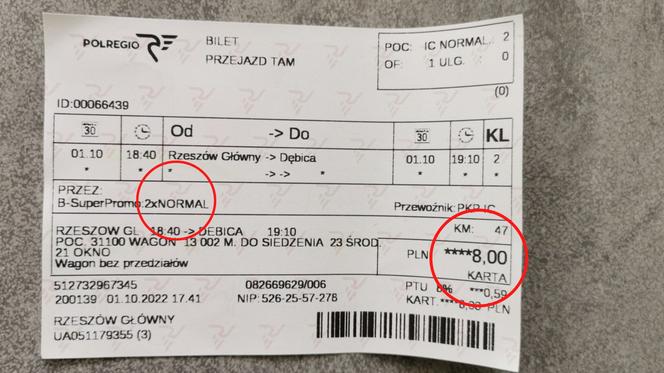 POLREGIO
BILET
PRZEJAZD TAM
POC: IC NORMAL.: 2
OF: 1 ULG. : 0
(0)
ID:00066439
30 Od -> Do 30 KL
01.10 18:40 Rzeszów Główny -> Dębica 01.10 19:10 2
* * * -> -> * * *
PRZEZ:
B-SuperPromo:2xNORMAL Przewoźnik: PKP IC
RZESZOW GL 18:40 -> DEBICA 19:10 KM: 47
POC. 31100 WAGON 13 002 M. DO SIEDZENIA 23 ŚROD.
21 OKNO
Wagon bez przedziałów
PLN ****8,00
KARTA
512732967345 082669629/006 PTU 8% ***0,59
200139 01.10.2022 17.41 NIP: 526-25-57-278 KART. PLN
RZESZÓW GŁÓWNY
UA051179355 (3)